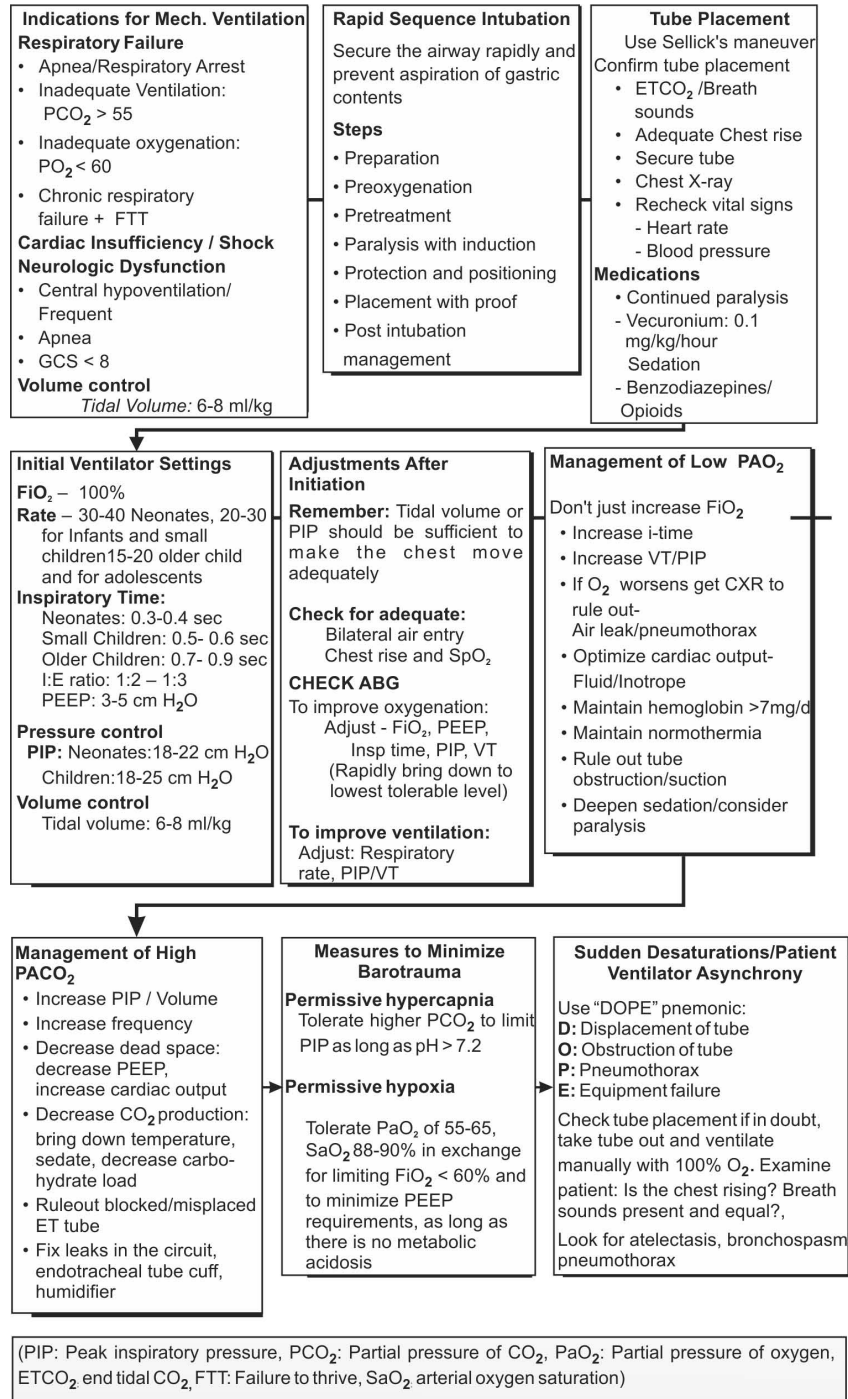 Indications for Mech. Ventilation
Respiratory Failure
• Apnea/Respiratory Arrest
• Inadequate Ventilation:
PCO₂ > 55
• Inadequate oxygenation:
PO₂ < 60
• Chronic respiratory
failure + FTT
Cardiac Insufficiency / Shock
Neurologic Dysfunction
• Central hypoventilation/
Frequent
• Apnea
• GCS < 8
Volume control
Tidal Volume: 6-8 ml/kg
Rapid Sequence Intubation
Secure the airway rapidly and
prevent aspiration of gastric
contents
Steps
• Preparation
• Preoxygenation
• Pretreatment
• Paralysis with induction
• Protection and positioning
• Placement with proof
• Post intubation
management
Tube Placement
Use Sellick's maneuver
Confirm tube placement
• ETCO₂ /Breath
sounds
• Adequate Chest rise
• Secure tube
• Chest X-ray
• Recheck vital signs
- Heart rate
- Blood pressure
Medications
• Continued paralysis
- Vecuronium: 0.1
mg/kg/hour
Sedation
- Benzodiazepines/
Opioids
Initial Ventilator Settings
FiO₂ – 100%
Rate – 30-40 Neonates, 20-30
for Infants and small
children15-20 older child
and for adolescents
Inspiratory Time:
Neonates: 0.3-0.4 sec
Small Children: 0.5- 0.6 sec
Older Children: 0.7- 0.9 sec
I:E ratio: 1:2 – 1:3
PEEP: 3-5 cm H₂O
Pressure control
PIP: Neonates:18-22 cm H₂O
Children:18-25 cm H₂O
Volume control
Tidal volume: 6-8 ml/kg
Adjustments After
Initiation
Remember: Tidal volume or
PIP should be sufficient to
make the chest move
adequately
Check for adequate:
Bilateral air entry
Chest rise and SpO₂
CHECK ABG
To improve oxygenation:
Adjust - FiO₂, PEEP,
Insp time, PIP, VT
(Rapidly bring down to
lowest tolerable level)
To improve ventilation:
Adjust: Respiratory
rate, PIP/VT
Management of Low PAO₂
Don't just increase FiO₂
• Increase i-time
• Increase VT/PIP
• If O₂ worsens get CXR to
rule out-
Air leak/pneumothorax
• Optimize cardiac output-
Fluid/Inotrope
• Maintain hemoglobin >7mg/d
• Maintain normothermia
• Rule out tube
obstruction/suction
• Deepen sedation/consider
paralysis
Management of High
PACO₂
• Increase PIP / Volume
• Increase frequency
• Decrease dead space:
decrease PEEP,
increase cardiac output
• Decrease CO₂ production:
bring down temperature,
sedate, decrease carbo-
hydrate load
• Ruleout blocked/misplaced
ET tube
• Fix leaks in the circuit,
endotracheal tube cuff,
humidifier
Measures to Minimize
Barotrauma
Permissive hypercapnia
Tolerate higher PCO₂ to limit
PIP as long as pH > 7.2
Permissive hypoxia
Tolerate PaO₂ of 55-65,
SaO₂ 88-90% in exchange
for limiting FiO₂ < 60% and
to minimize PEEP
requirements, as long as
there is no metabolic
acidosis
Sudden Desaturations/Patient
Ventilator Asynchrony
Use “DOPE” pnemonic:
D: Displacement of tube
O: Obstruction of tube
P: Pneumothorax
E: Equipment failure
Check tube placement if in doubt,
take tube out and ventilate
manually with 100% O₂. Examine
patient: Is the chest rising? Breath
sounds present and equal?,
Look for atelectasis, bronchospasm
pneumothorax
(PIP: Peak inspiratory pressure, PCO₂: Partial pressure of CO₂, PaO₂: Partial pressure of oxygen,
ETCO₂: end tidal CO₂, FTT: Failure to thrive, SaO₂: arterial oxygen saturation)